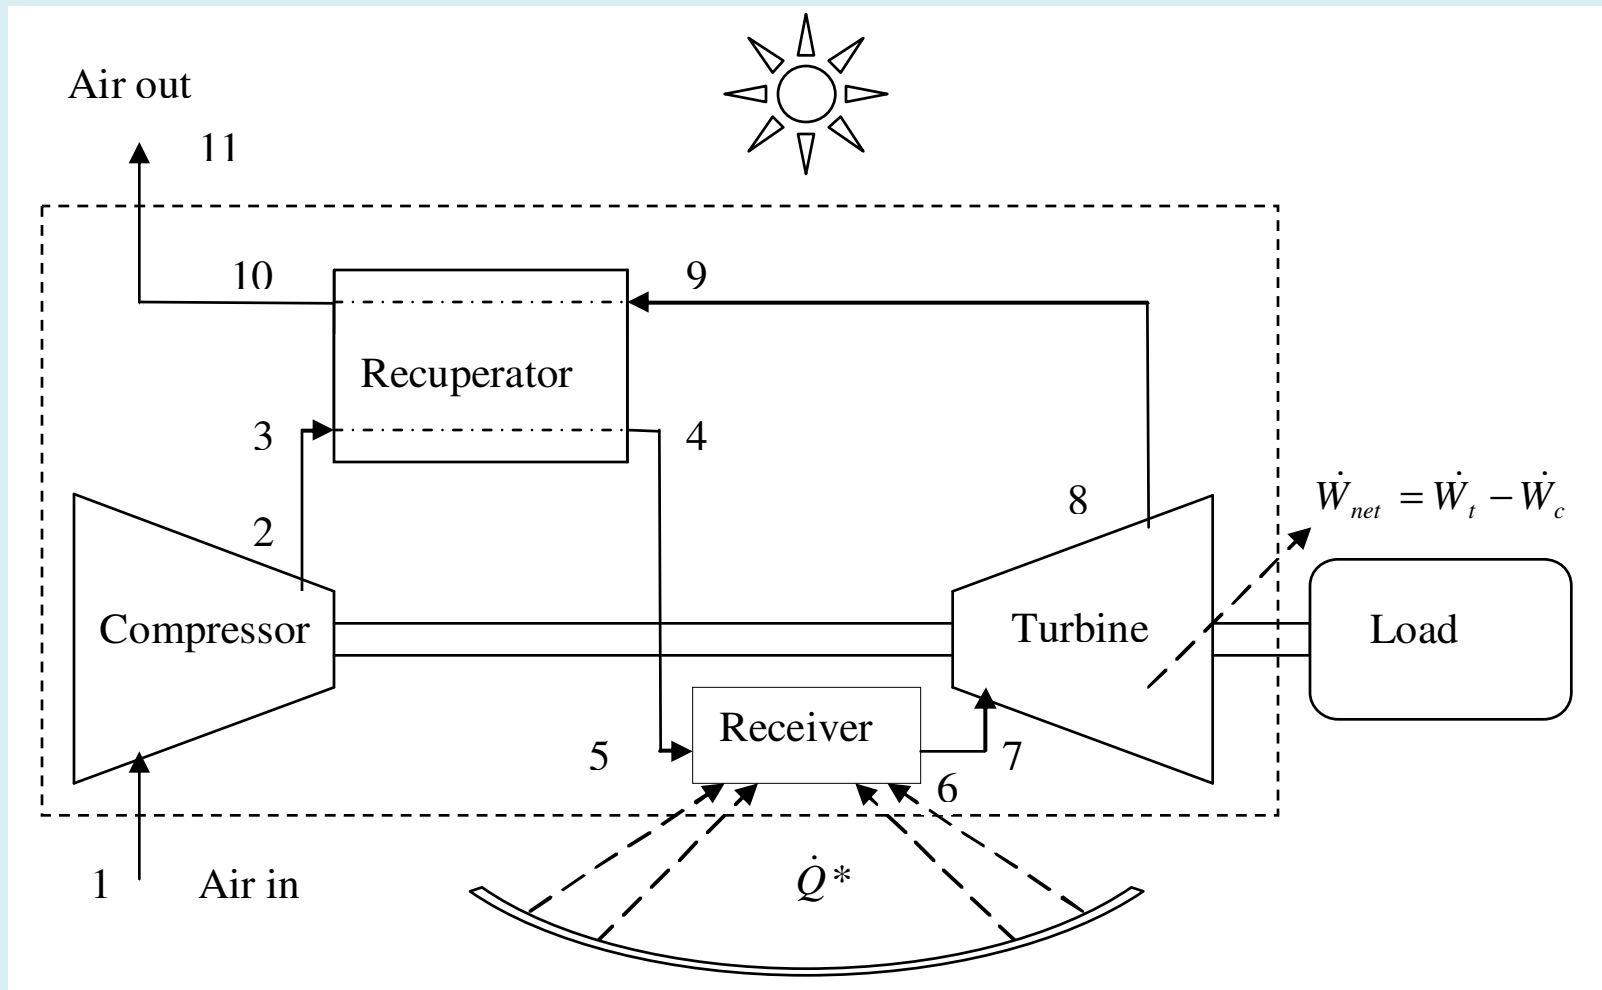 Air out
11
10
9
Recuperator
3
4
8
Ẇnet = Ẇt − Ẇc
2
Compressor
Turbine
Load
Receiver
5
7
6
1
Air in
Q̇ *